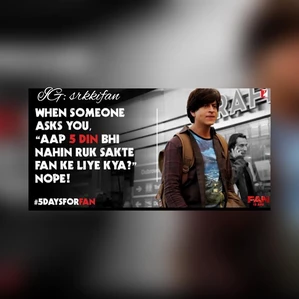 IG: srkkifan
WHEN SOMEONE
ASKS YOU,
"AAP 5 DIN BHI
NAHIN RUK SAKTE
FAN KE LIYE KYA?"
NOPE!
#5DAYSFORFAN
FAN